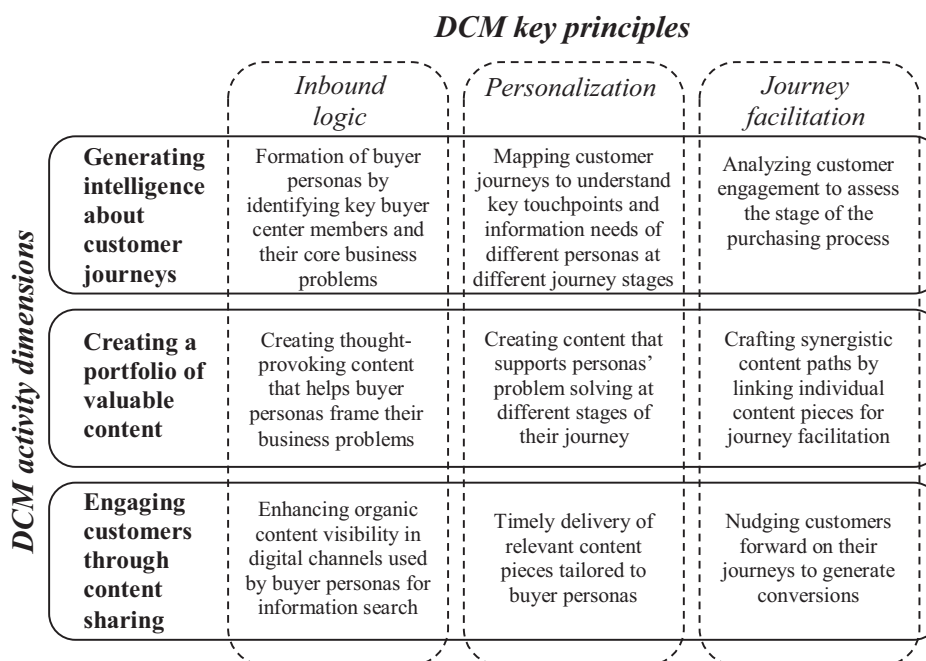 DCM key principles
Inbound
logic
Personalization
Journey
facilitation
DCM activity dimensions
Generating
intelligence
about
customer
journeys
Formation of buyer
personas by
identifying key buyer
center members and
their core business
problems
Mapping customer
journeys to understand
key touchpoints and
information needs of
different personas at
different journey stages
Analyzing customer
engagement to assess
the stage of the
purchasing process
Creating a
portfolio of
valuable
content
Creating thought-
provoking content
that helps buyer
personas frame their
business problems
Creating content that
supports personas’
problem solving at
different stages of
their journey
Crafting synergistic
content paths by
linking individual
content pieces for
journey facilitation
Engaging
customers
through
content
sharing
Enhancing organic
content visibility in
digital channels used
by buyer personas for
information search
Timely delivery of
relevant content
pieces tailored to
buyer personas
Nudging customers
forward on their
journeys to generate
conversions